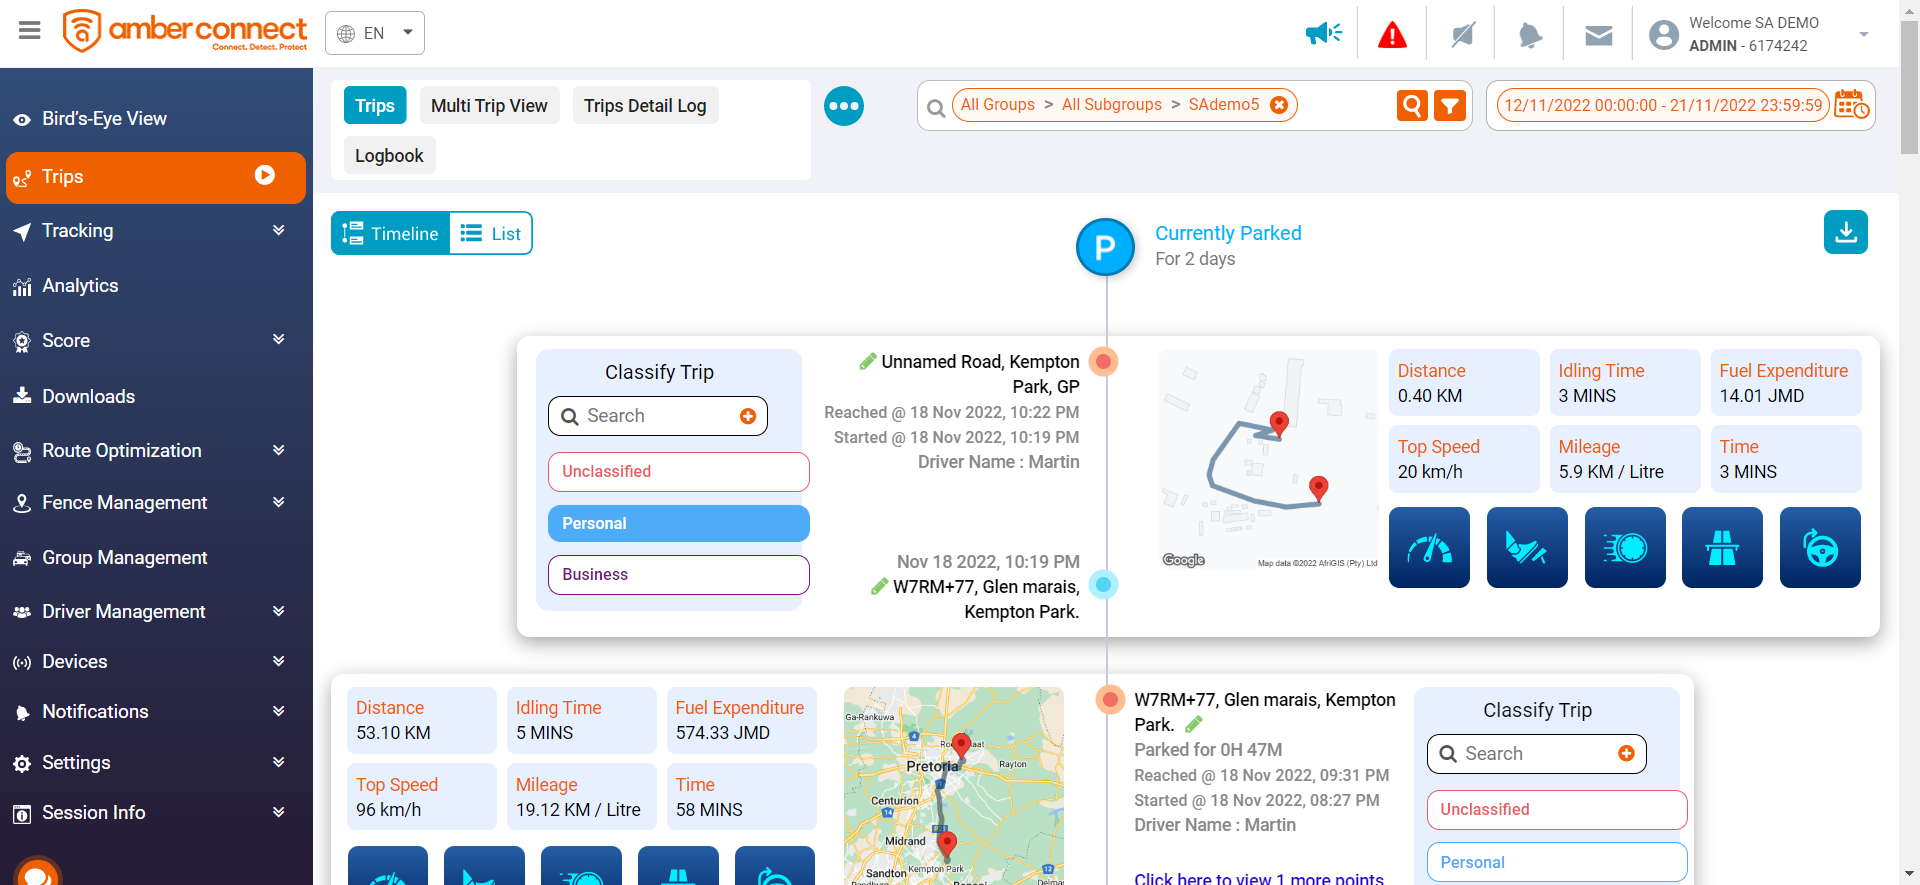 amber connect
Connect. Detect. Protect
EN
Welcome SA DEMO
ADMIN - 6174242
Bird's-Eye View
Trips
Tracking
Analytics
Score
Downloads
Route Optimization
Fence Management
Group Management
Driver Management
Devices
Notifications
Settings
Session Info
Trips
Multi Trip View
Trips Detail Log
Logbook
All Groups > All Subgroups > SAdemo5
12/11/2022 00:00:00 - 21/11/2022 23:59:59
Timeline
List
P
Currently Parked
For 2 days
Classify Trip
Search
Unclassified
Personal
Business
Unnamed Road, Kempton
Park, GP
Reached @ 18 Nov 2022, 10:22 PM
Started @ 18 Nov 2022, 10:19 PM
Driver Name : Martin
Nov 18 2022, 10:19 PM
W7RM+77, Glen marais,
Kempton Park.
Google
Map data ©2022 AfriGIS (Pty) Ltd
Distance
0.40 KM
Idling Time
3 MINS
Fuel Expenditure
14.01 JMD
Top Speed
20 km/h
Mileage
5.9 KM / Litre
Time
3 MINS
Distance
53.10 KM
Idling Time
5 MINS
Fuel Expenditure
574.33 JMD
Top Speed
96 km/h
Mileage
19.12 KM / Litre
Time
58 MINS
Ga-Rankuwa
4
Pretoria
Rayton
1
Centurion
14
Midrand
Kempton Park
Sandton
12
W7RM+77, Glen marais, Kempton
Park.
Parked for 0H 47M
Reached @ 18 Nov 2022, 09:31 PM
Started @ 18 Nov 2022, 08:27 PM
Driver Name : Martin
Click here to view 1 more points
Classify Trip
Search
Unclassified
Personal